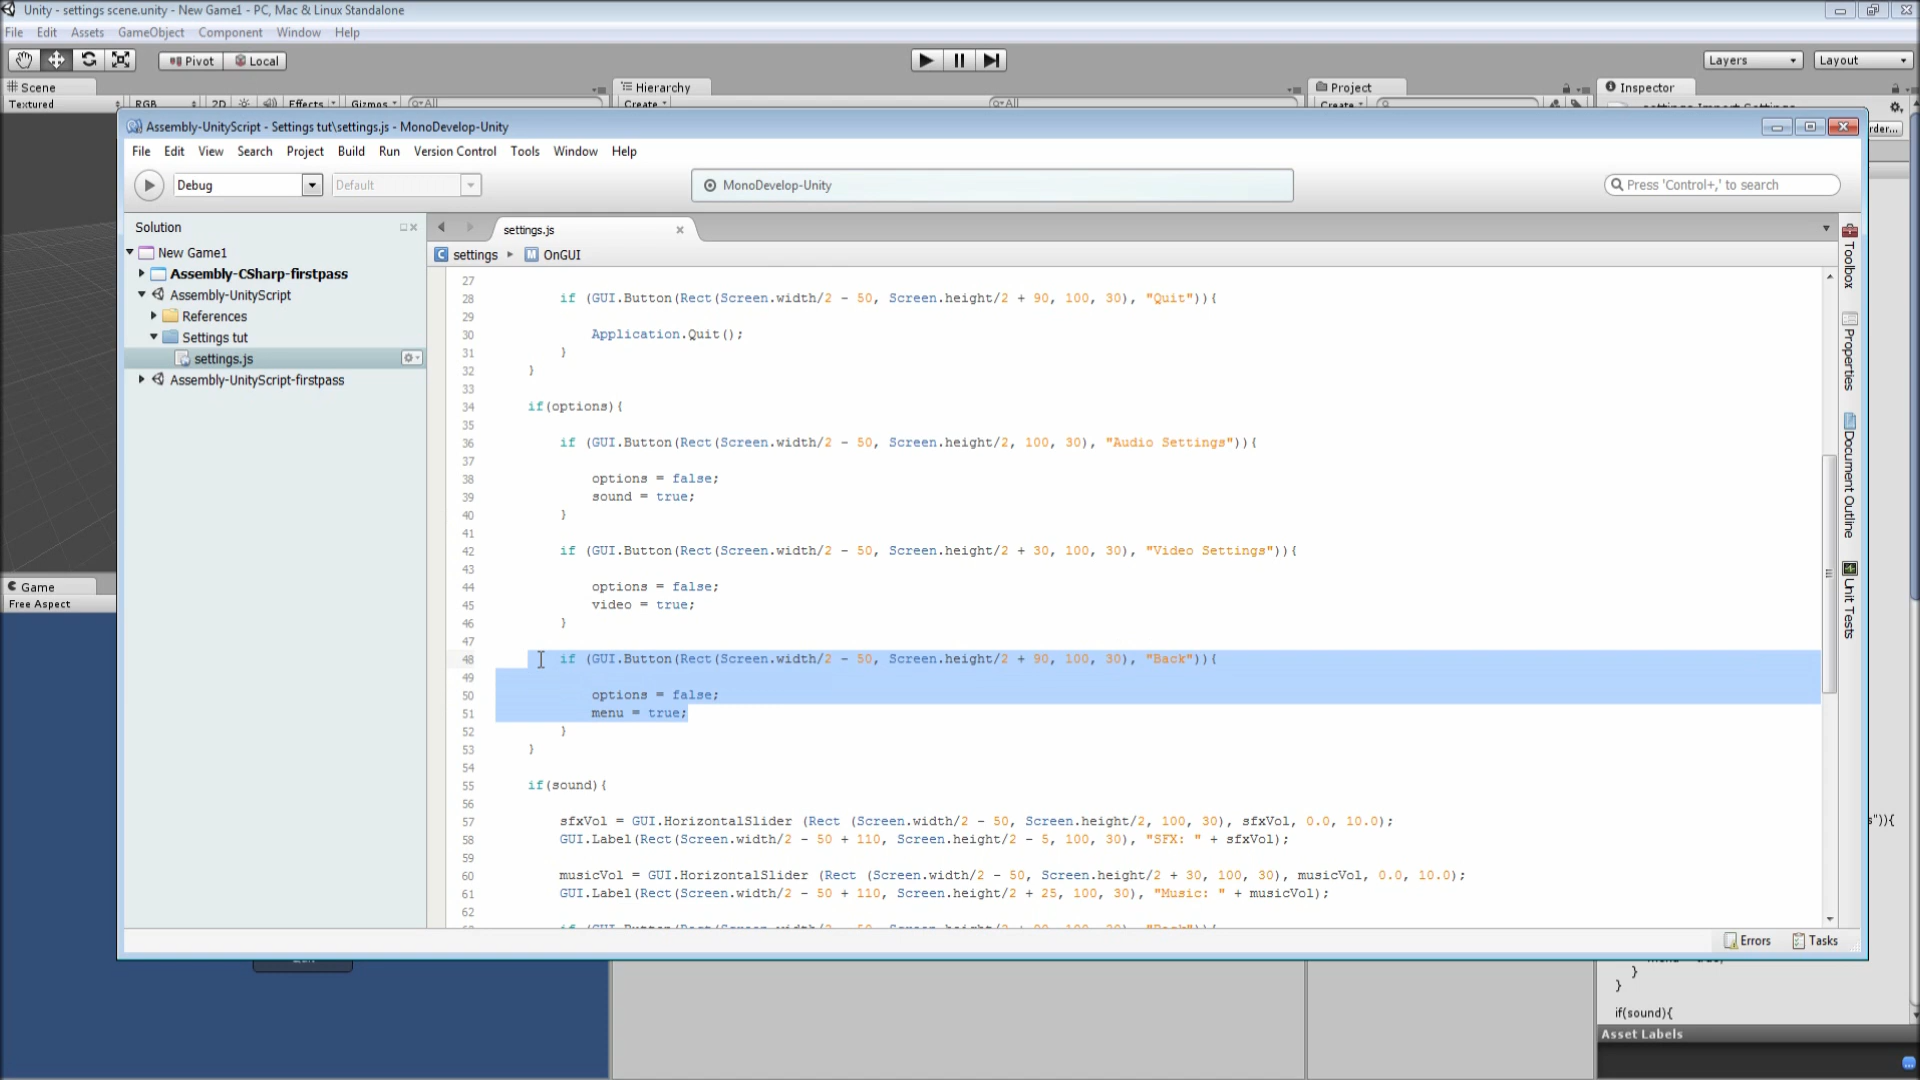 Unity - settings scene.unity - New Game1 - PC, Mac & Linux Standalone
File Edit Assets GameObject Component Window Help
Pivot Local Layers Layout
Scene Hierarchy Project Inspector
Textured RGB 2D Effects Gizmos All Create All Create
settings Import Settings
Assembly-UnityScript - Settings tut\settings.js - MonoDevelop-Unity
File Edit View Search Project Build Run Version Control Tools Window Help
Debug Default MonoDevelop-Unity Press 'Control+,' to search
Solution
New Game1
Assembly-CSharp-firstpass
Assembly-UnityScript
References
Settings tut
settings.js
Assembly-UnityScript-firstpass
settings.js
settings OnGUI
27
28 if (GUI.Button(Rect(Screen.width/2 - 50, Screen.height/2 + 90, 100, 30), "Quit")){
29
30 Application.Quit();
31 }
32 }
33
34 if(options){
35
36 if (GUI.Button(Rect(Screen.width/2 - 50, Screen.height/2, 100, 30), "Audio Settings")){
37
38 options = false;
39 sound = true;
40 }
41
42 if (GUI.Button(Rect(Screen.width/2 - 50, Screen.height/2 + 30, 100, 30), "Video Settings")){
43
44 options = false;
45 video = true;
46 }
47
48 if (GUI.Button(Rect(Screen.width/2 - 50, Screen.height/2 + 90, 100, 30), "Back")){
49
50 options = false;
51 menu = true;
52 }
53 }
54
55 if(sound){
56
57 sfxVol = GUI.HorizontalSlider (Rect (Screen.width/2 - 50, Screen.height/2, 100, 30), sfxVol, 0.0, 10.0);
58 GUI.Label(Rect(Screen.width/2 - 50 + 110, Screen.height/2 - 5, 100, 30), "SFX: " + sfxVol);
59
60 musicVol = GUI.HorizontalSlider (Rect (Screen.width/2 - 50, Screen.height/2 + 30, 100, 30), musicVol, 0.0, 10.0);
61 GUI.Label(Rect(Screen.width/2 - 50 + 110, Screen.height/2 + 25, 100, 30), "Music: " + musicVol);
62
Toolbox
Properties
Document Outline
Unit Tests
Errors Tasks
Game
Free Aspect
rder...
s")){
}
}
if(sound){
Asset Labels